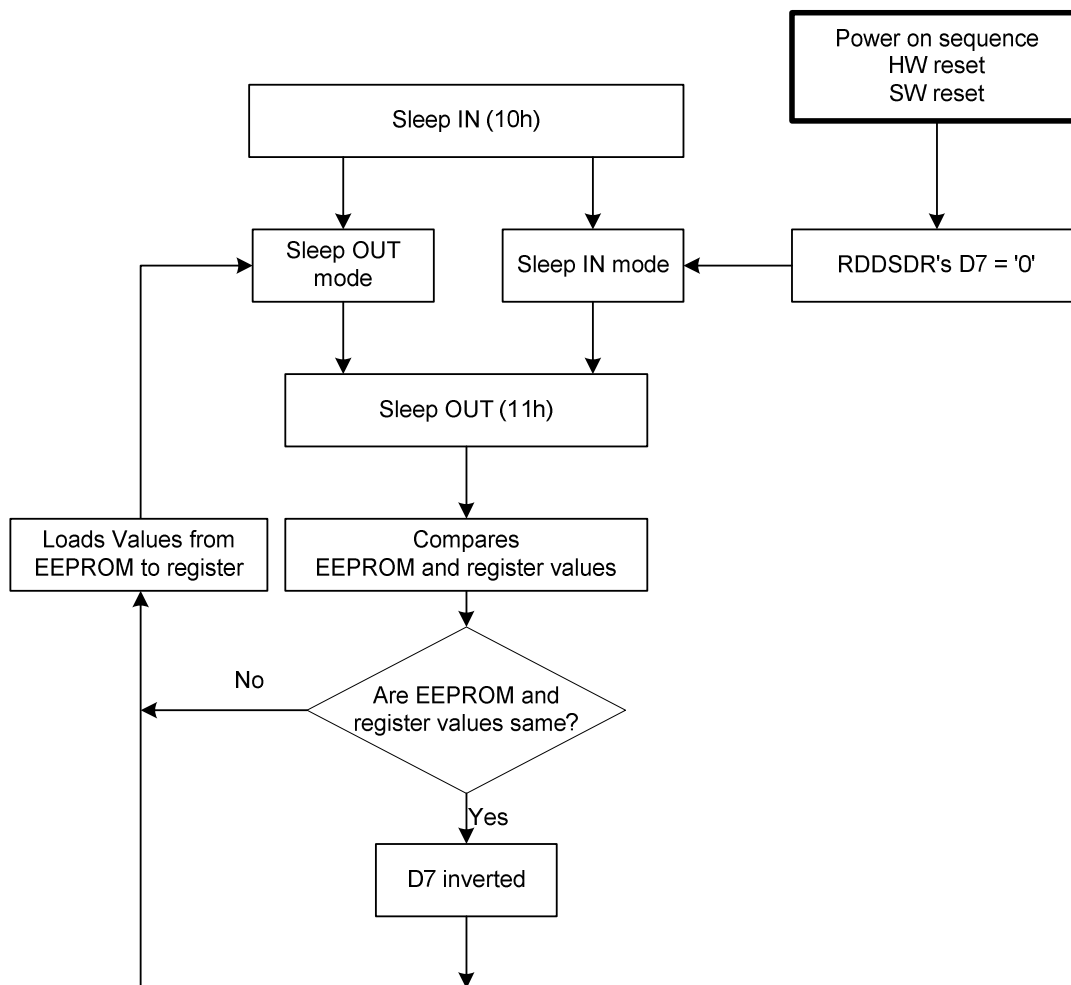 Power on sequence
HW reset
SW reset
Sleep IN (10h)
Sleep OUT
mode
Sleep IN mode
RDDSDR's D7 = '0'
Sleep OUT (11h)
Loads Values from
EEPROM to register
Compares
EEPROM and register values
No
Are EEPROM and
register values same?
Yes
D7 inverted